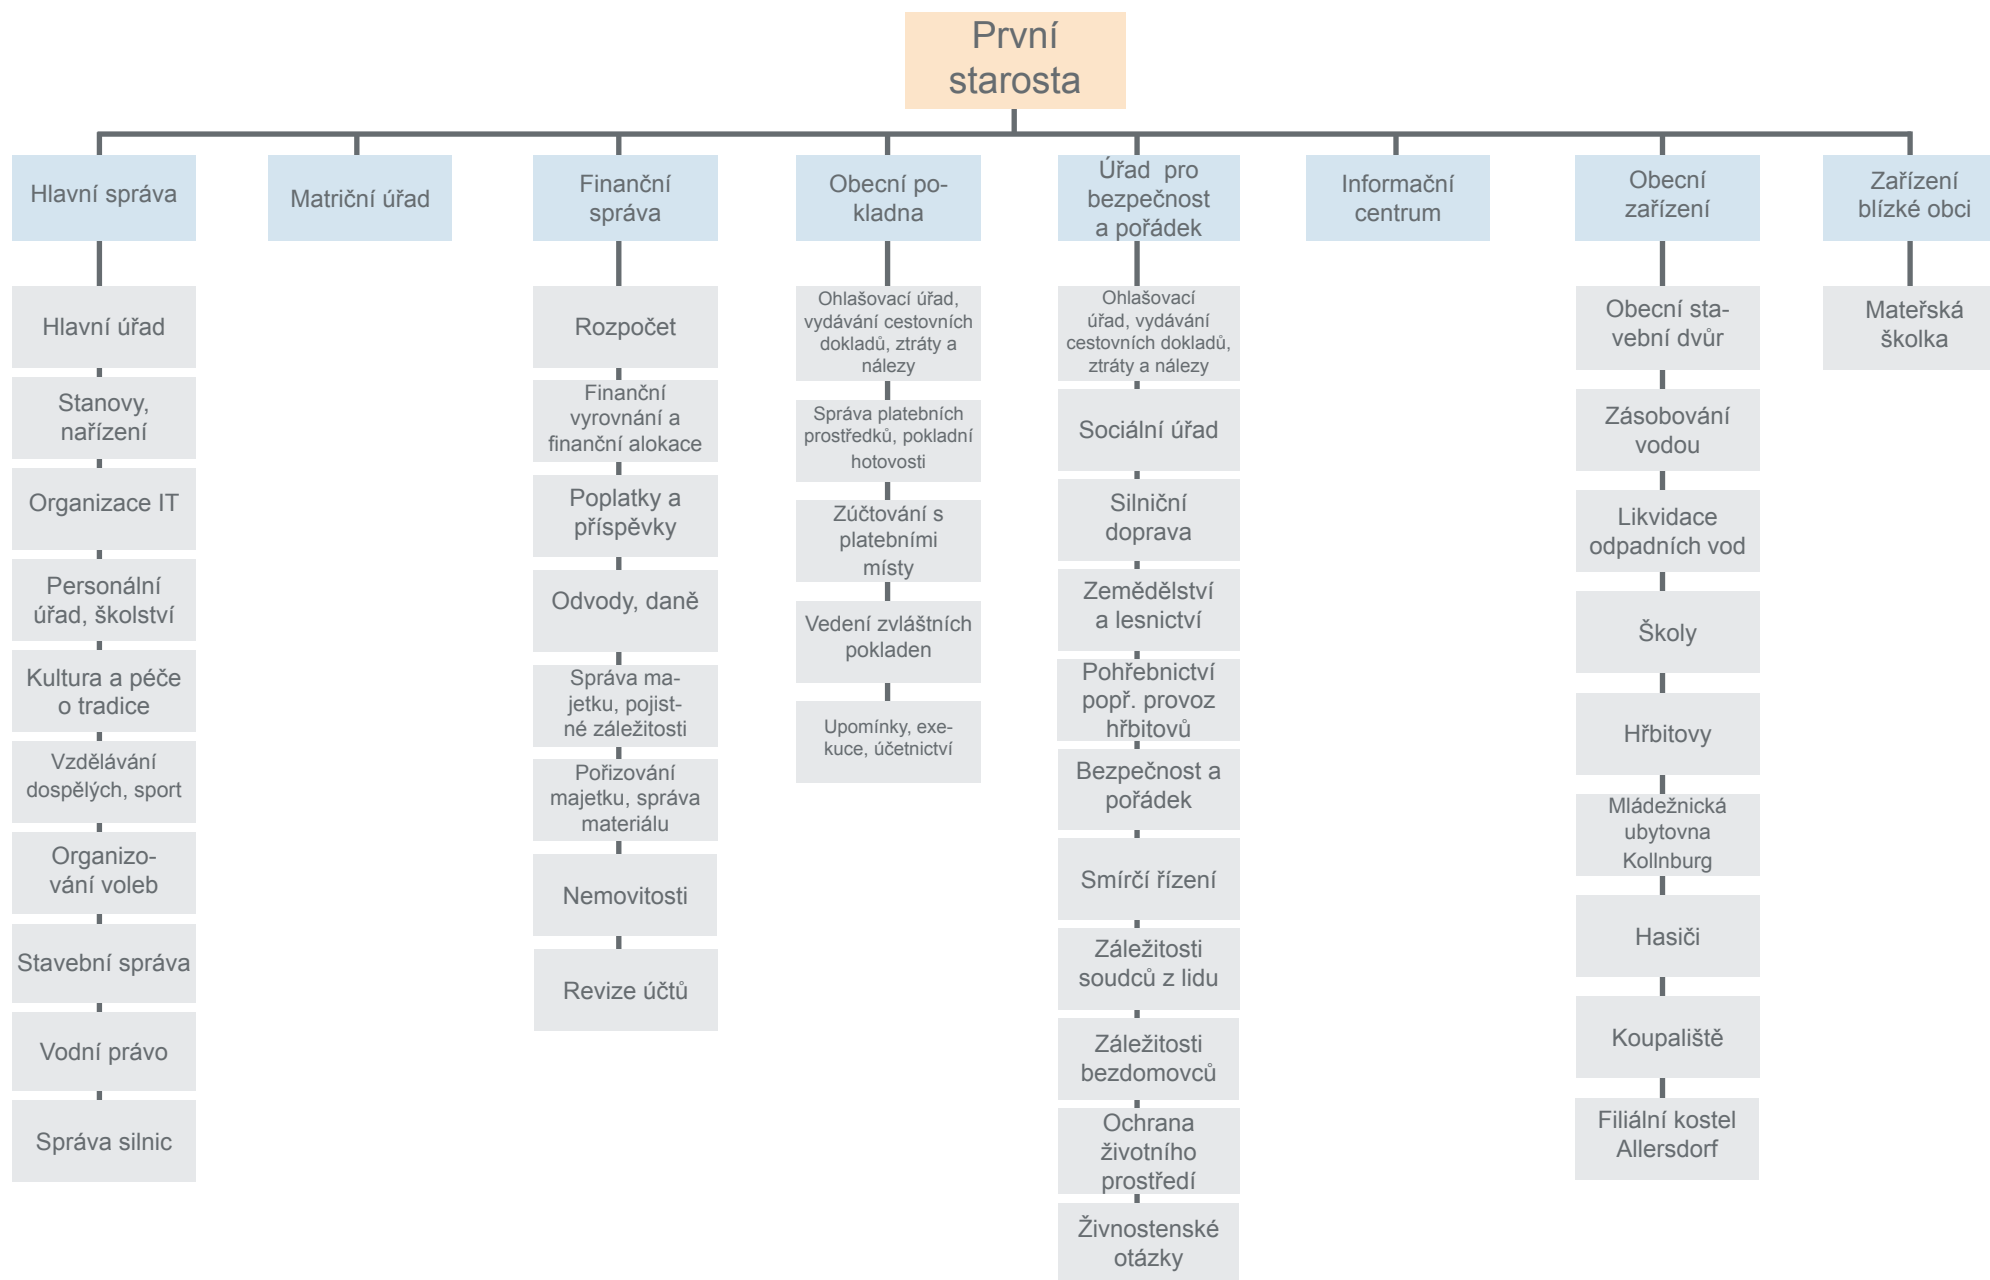 První
starosta
Hlavní správa
Matriční úřad
Finanční
správa
Obecní po-
kladna
Úřad pro
bezpečnost
a pořádek
Informační
centrum
Obecní
zařízení
Zařízení
blízké obci
Hlavní úřad
Stanovy,
nařízení
Organizace IT
Personální
úřad, školství
Kultura a péče
o tradice
Vzdělávání
dospělých, sport
Organizo-
vání voleb
Stavební správa
Vodní právo
Správa silnic
Rozpočet
Finanční
vyrovnání a
finanční alokace
Poplatky a
příspěvky
Odvody, daně
Správa ma-
jetku, pojist-
né záležitosti
Pořizování
majetku, správa
materiálu
Nemovitosti
Revize účtů
Ohlašovací úřad,
vydávání cestovních
dokladů, ztráty a
nálezy
Správa platebních
prostředků, pokladní
hotovosti
Zúčtování s
platebními
místy
Vedení zvláštních
pokladen
Upomínky, exe-
kuce, účetnictví
Ohlašovací
úřad, vydávání
cestovních dokladů,
ztráty a nálezy
Sociální úřad
Silniční
doprava
Zemědělství
a lesnictví
Pohřebnictví
popř. provoz
hřbitovů
Bezpečnost a
pořádek
Smírčí řízení
Záležitosti
soudců z lidu
Záležitosti
bezdomovců
Ochrana
životního
prostředí
Živnostenské
otázky
Obecní sta-
vební dvůr
Zásobování
vodou
Likvidace
odpadních vod
Školy
Hřbitovy
Mládežnická
ubytovna
Kollnburg
Hasiči
Koupaliště
Filiální kostel
Allersdorf
Mateřská
školka